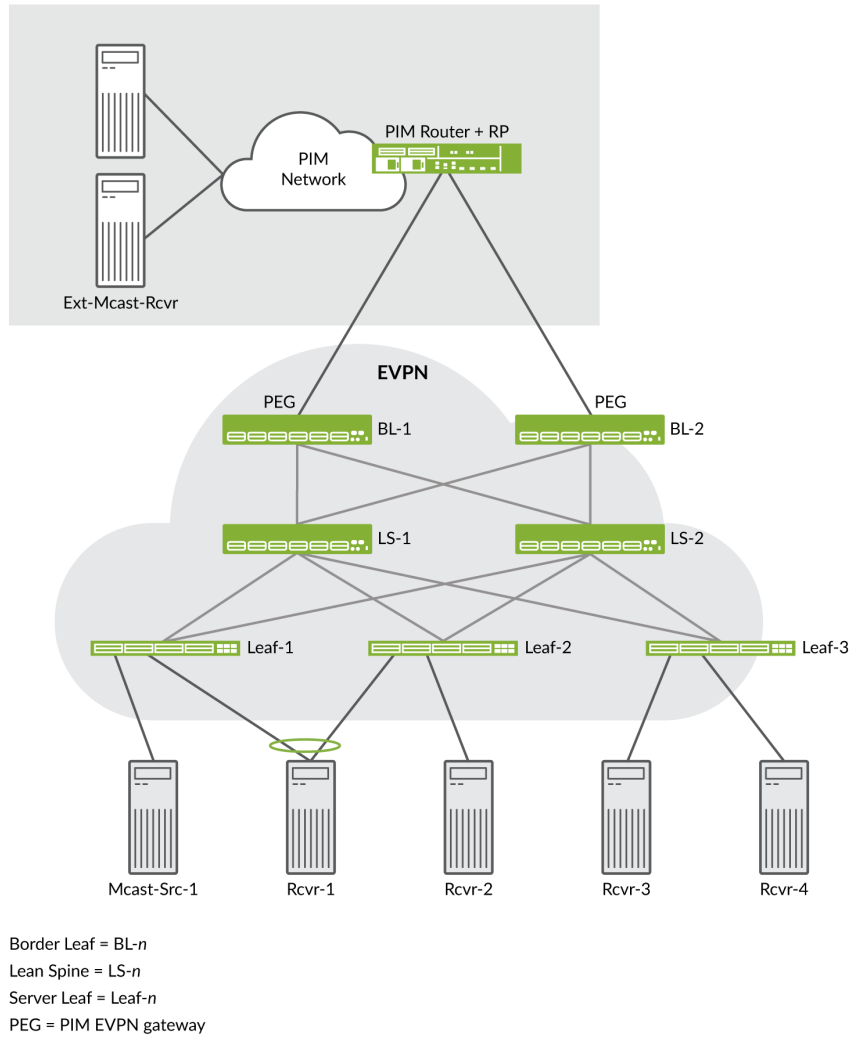 PIM Router + RP
PIM
Network
Ext-Mcast-Rcvr
EVPN
PEG
PEG
BL-1
BL-2
LS-1
LS-2
Leaf-1
Leaf-2
Leaf-3
Mcast-Src-1
Rcvr-1
Rcvr-2
Rcvr-3
Rcvr-4
Border Leaf = BL-n
Lean Spine = LS-n
Server Leaf = Leaf-n
PEG = PIM EVPN gateway